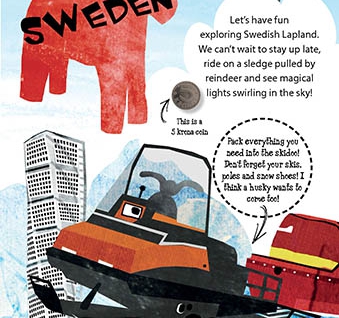 SWEDEN
Let's have fun
exploring Swedish Lapland.
We can't wait to stay up late,
ride on a sledge pulled by
reindeer and see magical
lights swirling in the sky!
This is a
5 krona coin
Pack everything you
need into the skidoo!
Don't forget your skis,
poles and snow shoes! I
think a husky wants to
come too!